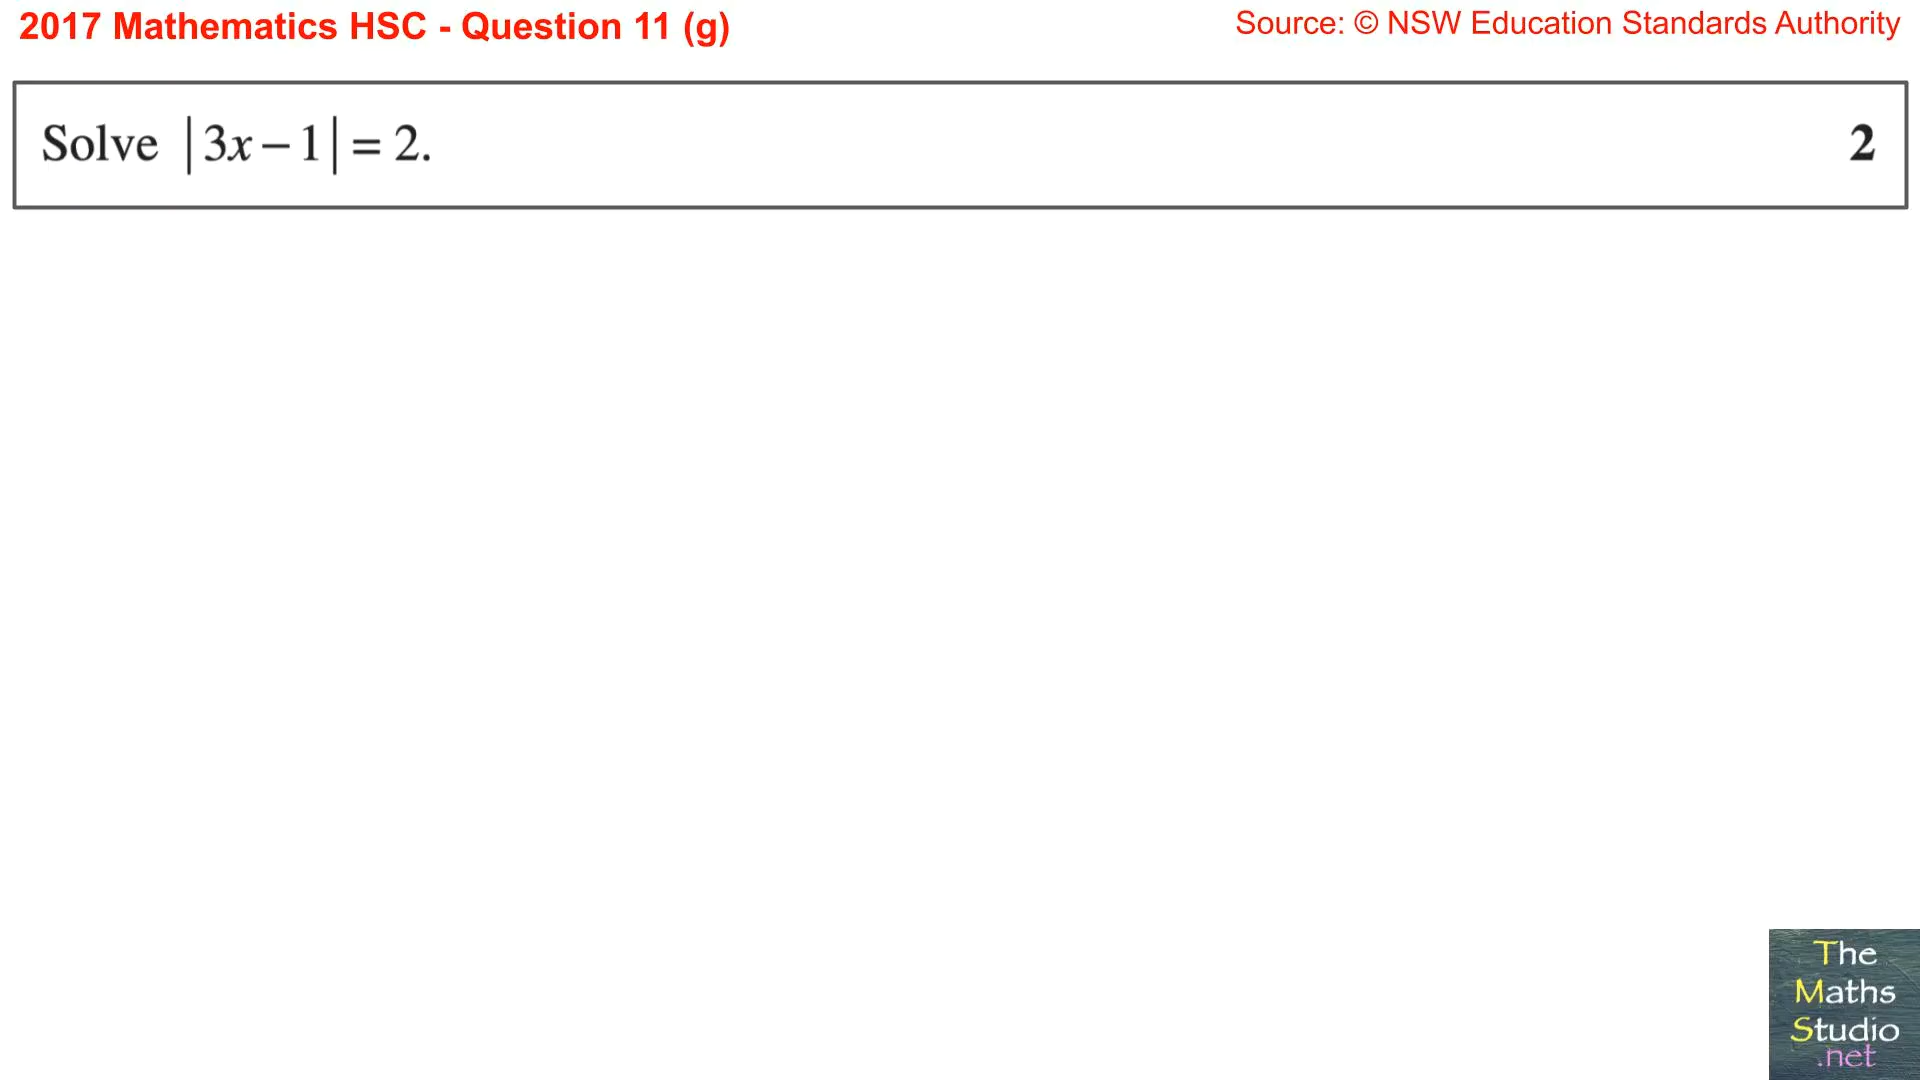 2017 Mathematics HSC - Question 11 (g)
Source: © NSW Education Standards Authority
Solve |3x − 1| = 2.
2
The
Maths
Studio
.net